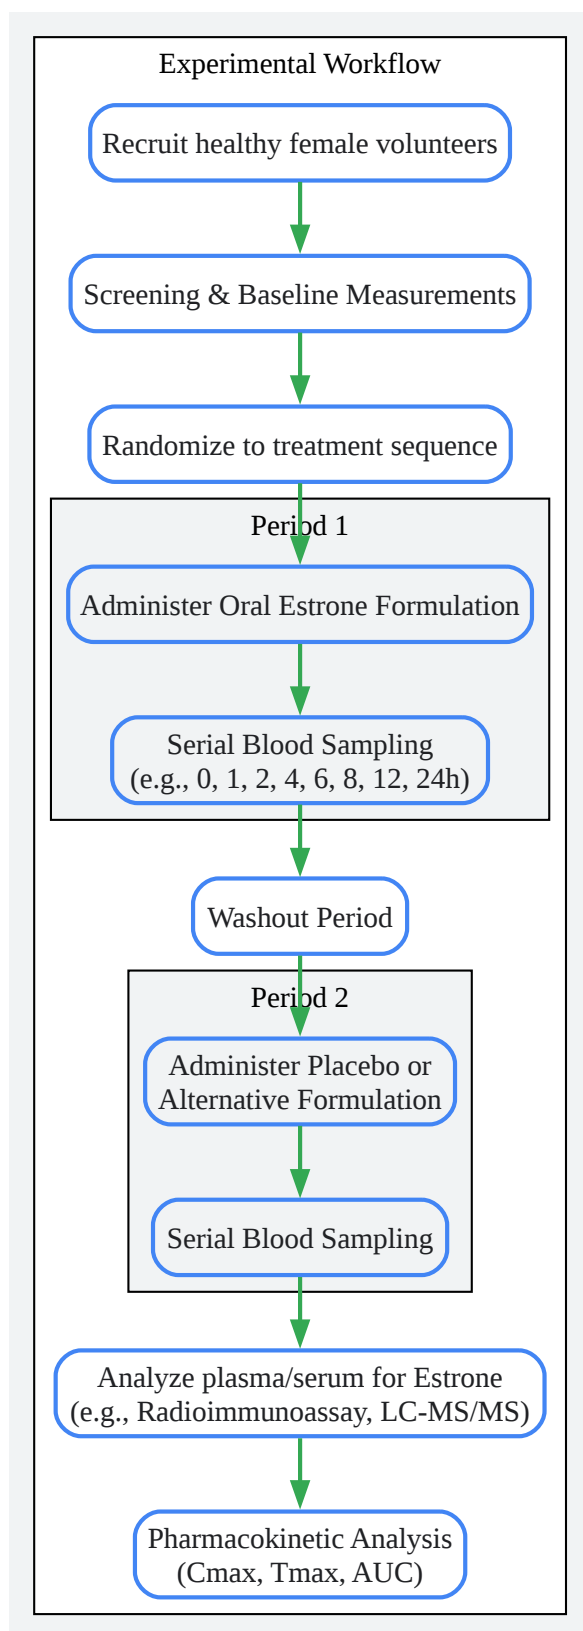 Experimental Workflow
Recruit healthy female volunteers
Screening & Baseline Measurements
Randomize to treatment sequence
Period 1
Administer Oral Estrone Formulation
Serial Blood Sampling
(e.g., 0, 1, 2, 4, 6, 8, 12, 24h)
Washout Period
Period 2
Administer Placebo or
Alternative Formulation
Serial Blood Sampling
Analyze plasma/serum for Estrone
(e.g., Radioimmunoassay, LC-MS/MS)
Pharmacokinetic Analysis
(Cmax, Tmax, AUC)